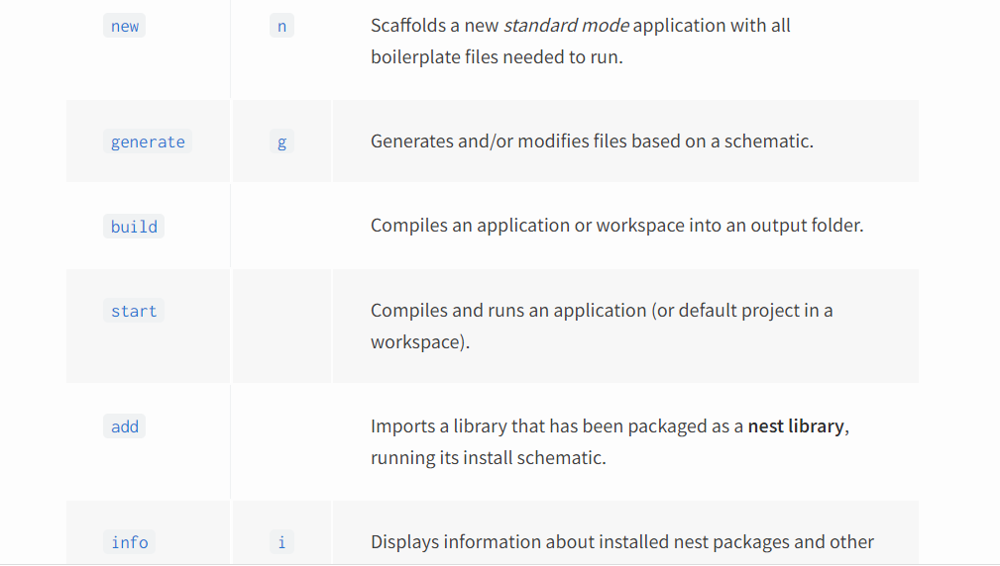 new n Scaffolds a new standard mode application with all
boilerplate files needed to run.
generate g Generates and/or modifies files based on a schematic.
build Compiles an application or workspace into an output folder.
start Compiles and runs an application (or default project in a
workspace).
add Imports a library that has been packaged as a nest library,
running its install schematic.
info i Displays information about installed nest packages and other